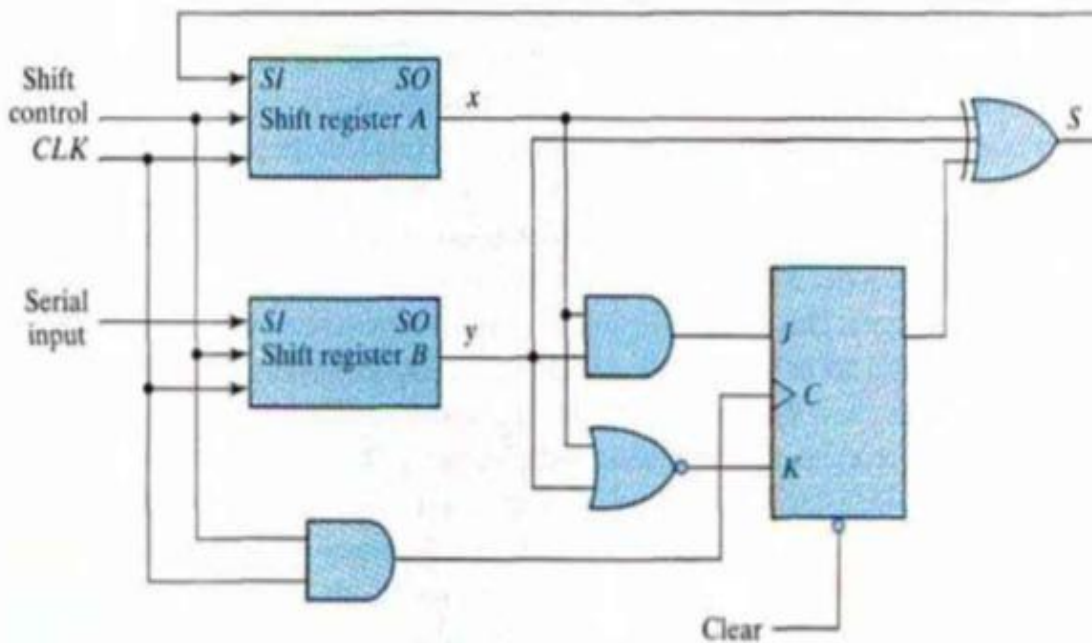 SI SO
Shift
control
x
S
Shift register A
CLK
Serial
input
SI SO
y
Shift register B
J
C
K
Clear